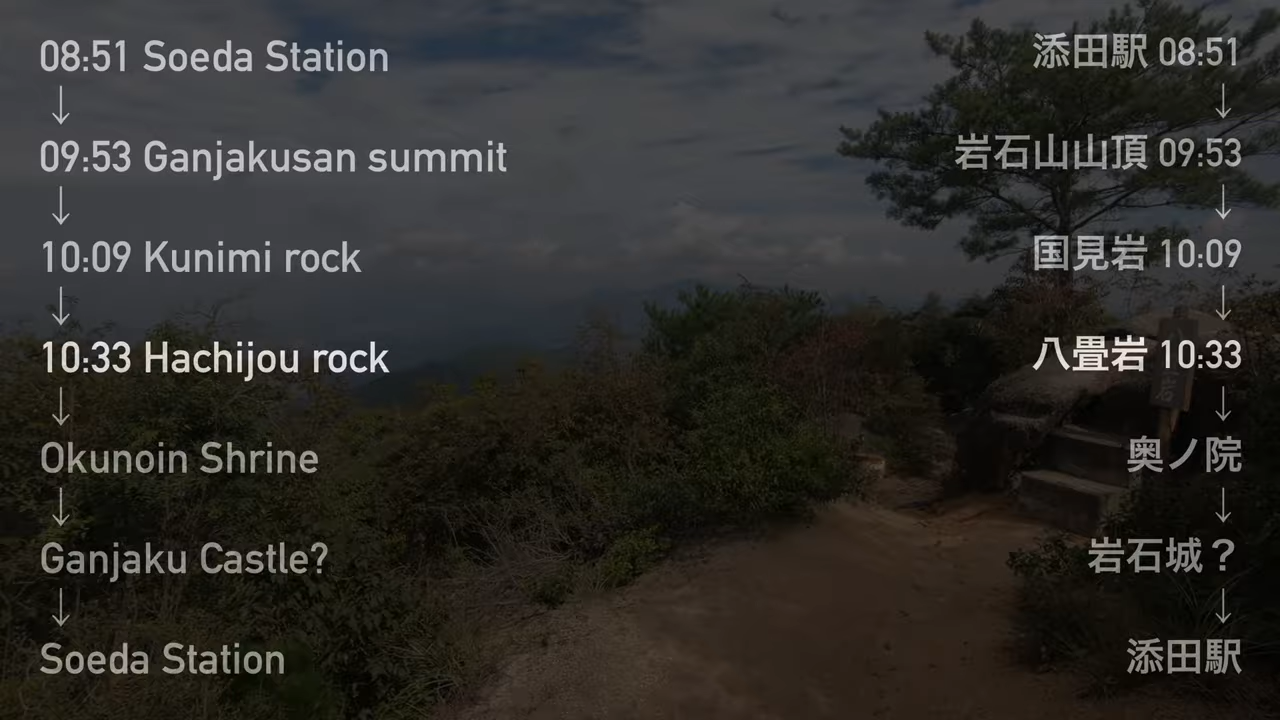 08:51 Soeda Station
↓
09:53 Ganjakusan summit
↓
10:09 Kunimi rock
↓
10:33 Hachijou rock
↓
Okunoin Shrine
↓
Ganjaku Castle?
↓
Soeda Station
添田駅 08:51
↓
岩石山山頂 09:53
↓
国見岩 10:09
↓
八畳岩 10:33
↓
奥ノ院
↓
岩石城？
↓
添田駅